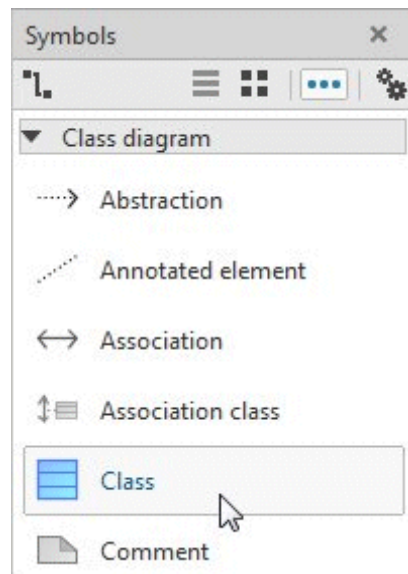 Symbols
Class diagram
Abstraction
Annotated element
Association
Association class
Class
Comment